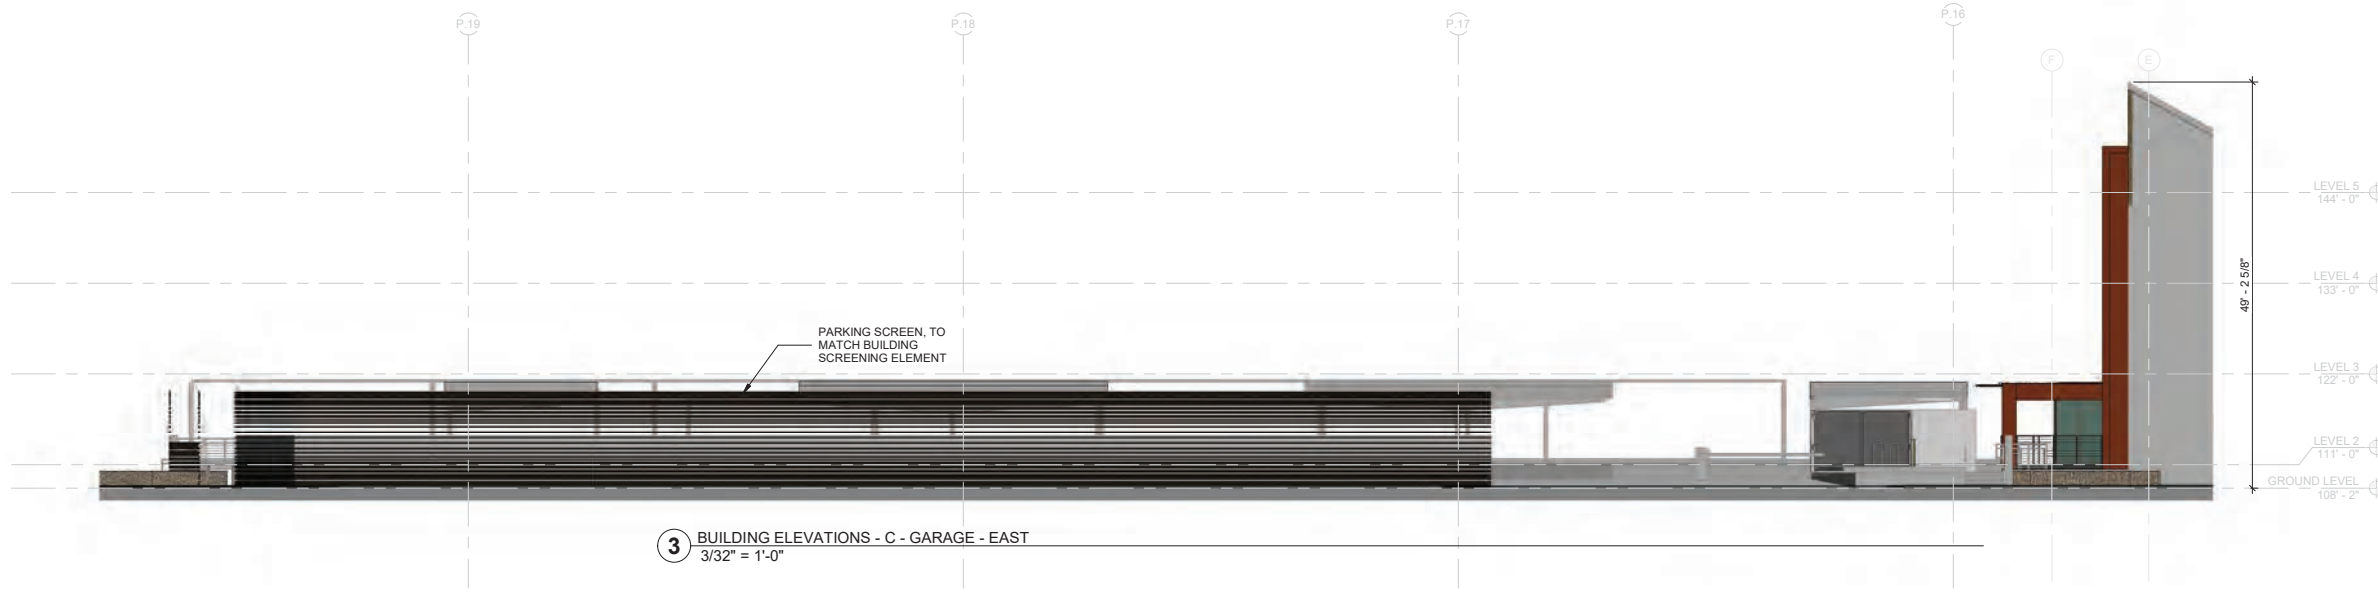 P.19
P.18
P.17
P.16
F
E
LEVEL 5
144' - 0"
LEVEL 4
133' - 0"
49' - 2 5/8"
PARKING SCREEN, TO
MATCH BUILDING
SCREENING ELEMENT
LEVEL 3
122' - 0"
LEVEL 2
111' - 0"
GROUND LEVEL
108' - 2"
3
BUILDING ELEVATIONS - C - GARAGE - EAST
3/32" = 1'-0"